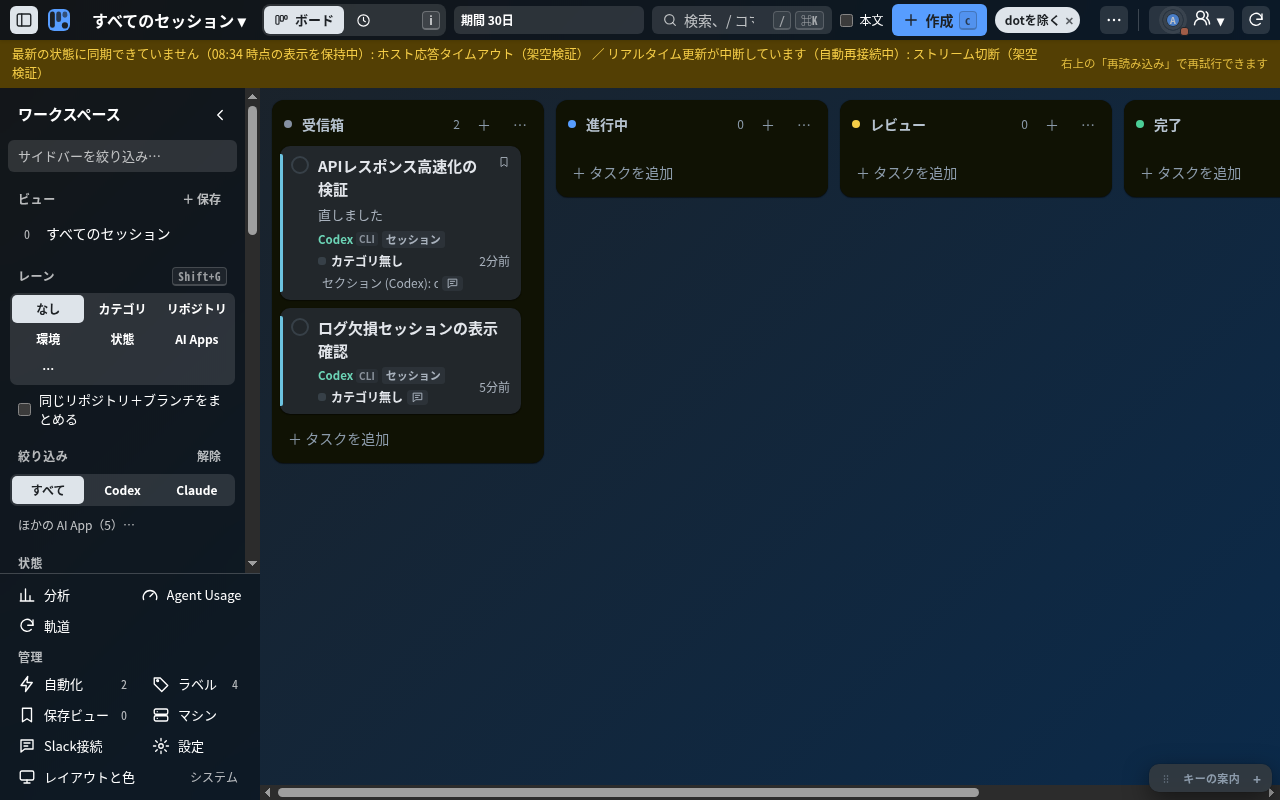 すべてのセッション ▾
ボード
i
期間 30日
検索、/ コマ
/
⌘K
本文
＋ 作成 c
dotを除く ×
…
A
▾
最新の状態に同期できていません（08:34 時点の表示を保持中）: ホスト応答タイムアウト（架空検証） ／ リアルタイム更新が中断しています（自動再接続中）: ストリーム切断（架空
検証）
右上の「再読み込み」で再試行できます
ワークスペース
サイドバーを絞り込み…
ビュー
＋ 保存
0 すべてのセッション
レーン
Shift+G
なし カテゴリ リポジトリ
環境 状態 AI Apps
…
同じリポジトリ＋ブランチをま
とめる
絞り込み
解除
すべて Codex Claude
ほかの AI App（5）…
状態
分析
Agent Usage
軌道
管理
自動化 2
ラベル 4
保存ビュー 0
マシン
Slack接続
設定
レイアウトと色
システム
受信箱 2 ＋ …
APIレスポンス高速化の
検証
直しました
Codex CLI セッション
カテゴリ無し
2分前
セクション (Codex): c
ログ欠損セッションの表示
確認
Codex CLI セッション
カテゴリ無し
5分前
＋ タスクを追加
進行中 0 ＋ …
＋ タスクを追加
レビュー 0 ＋ …
＋ タスクを追加
完了
＋ タスクを追加
キーの案内 +